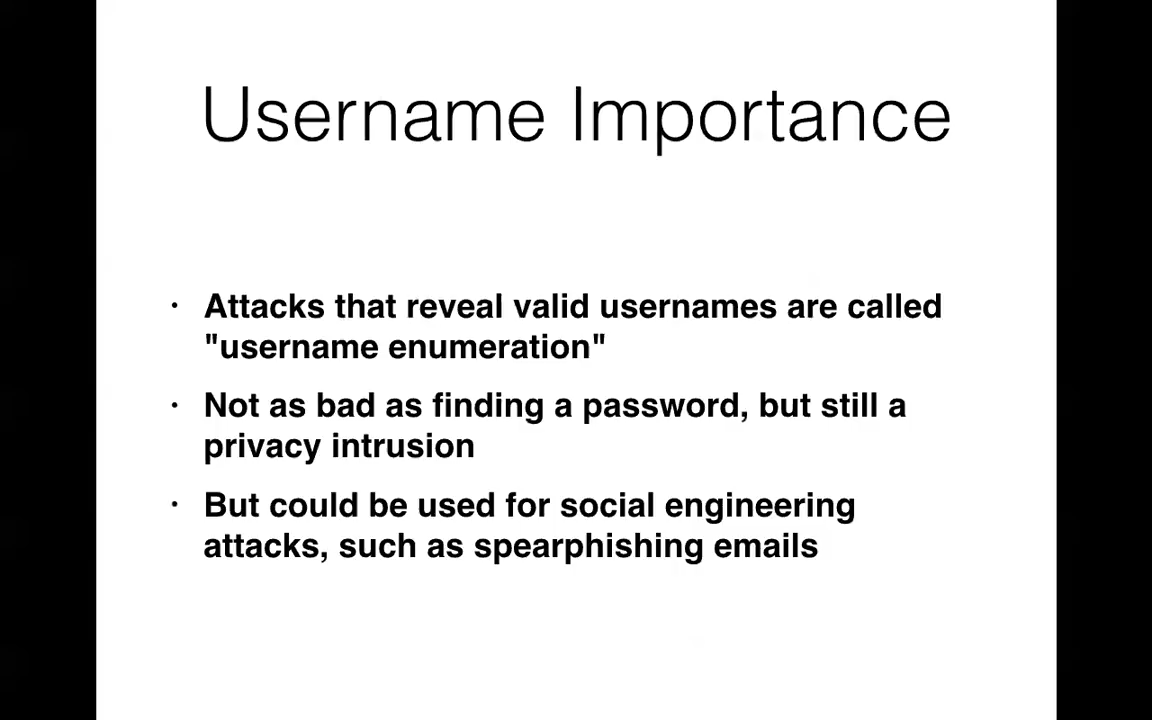 Username Importance
· Attacks that reveal valid usernames are called
"username enumeration"
· Not as bad as finding a password, but still a
privacy intrusion
· But could be used for social engineering
attacks, such as spearphishing emails